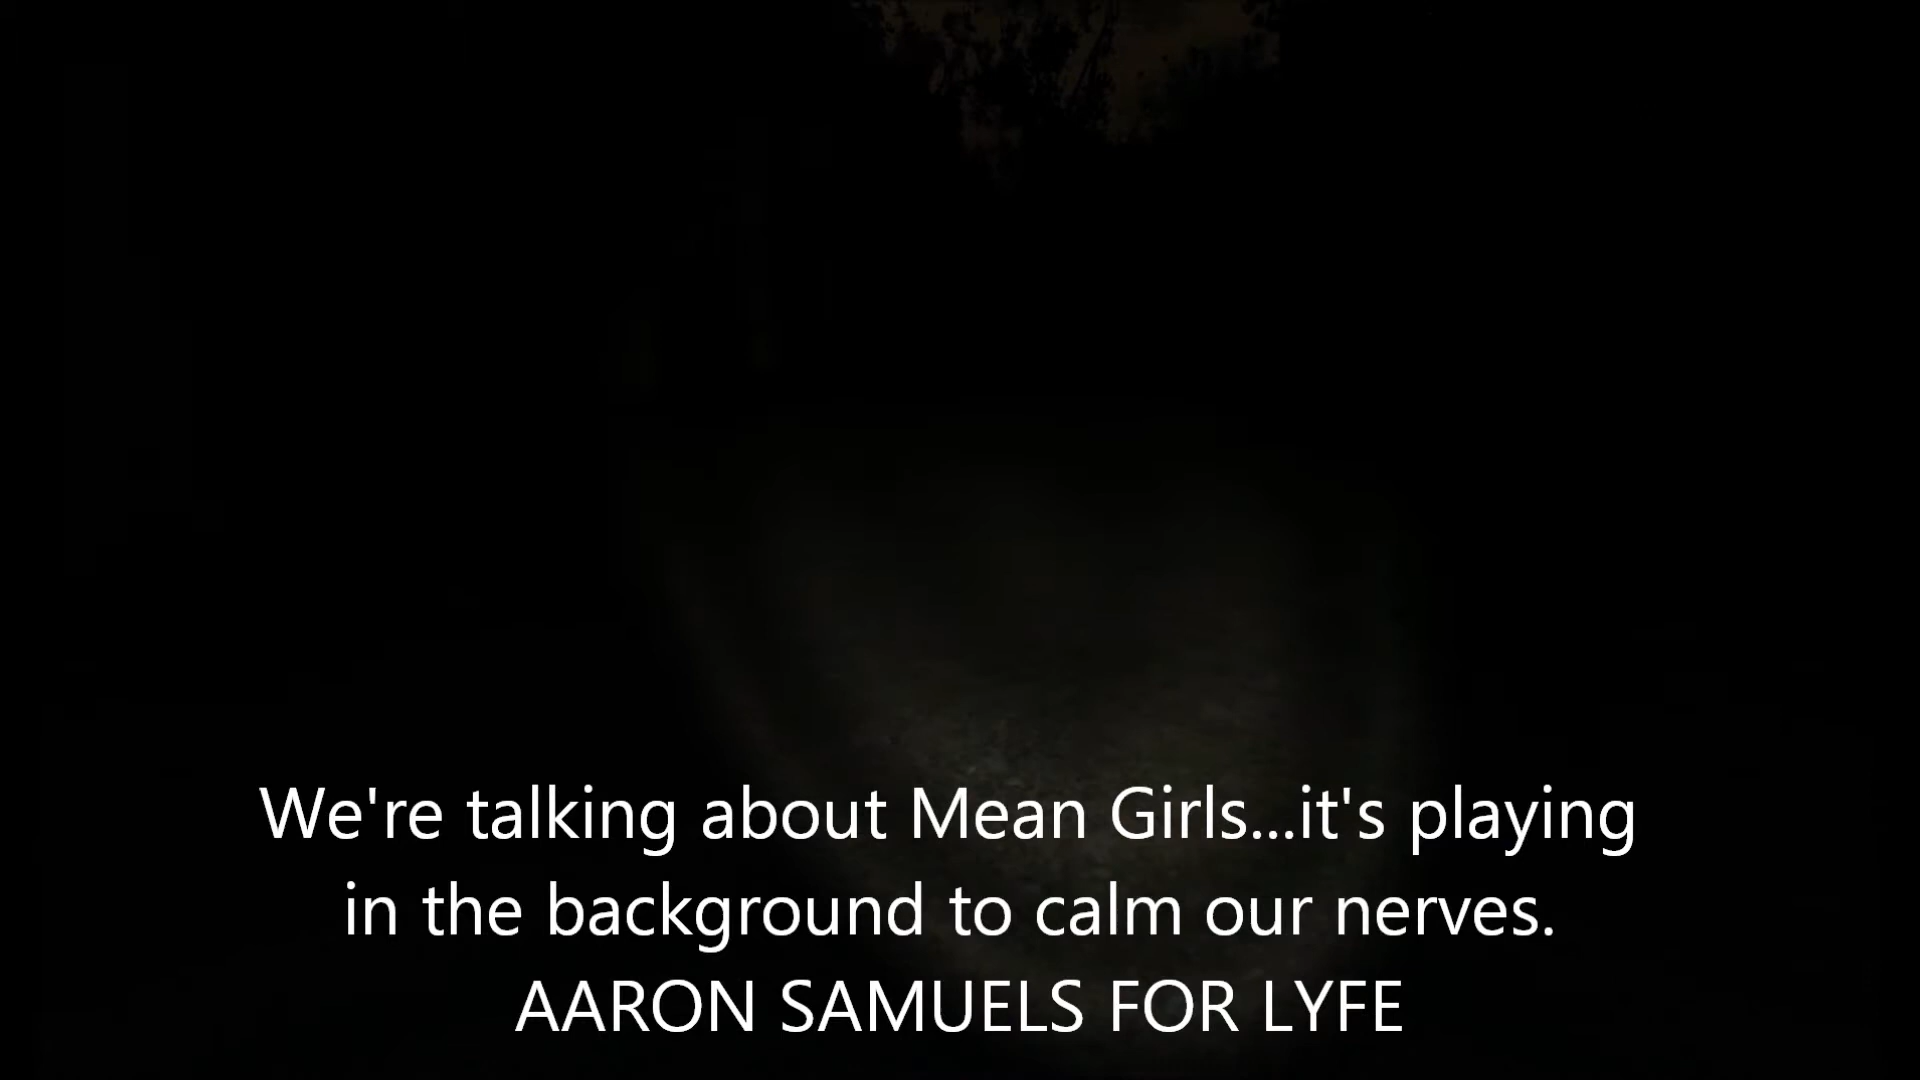 We're talking about Mean Girls...it's playing
in the background to calm our nerves.
AARON SAMUELS FOR LYFE